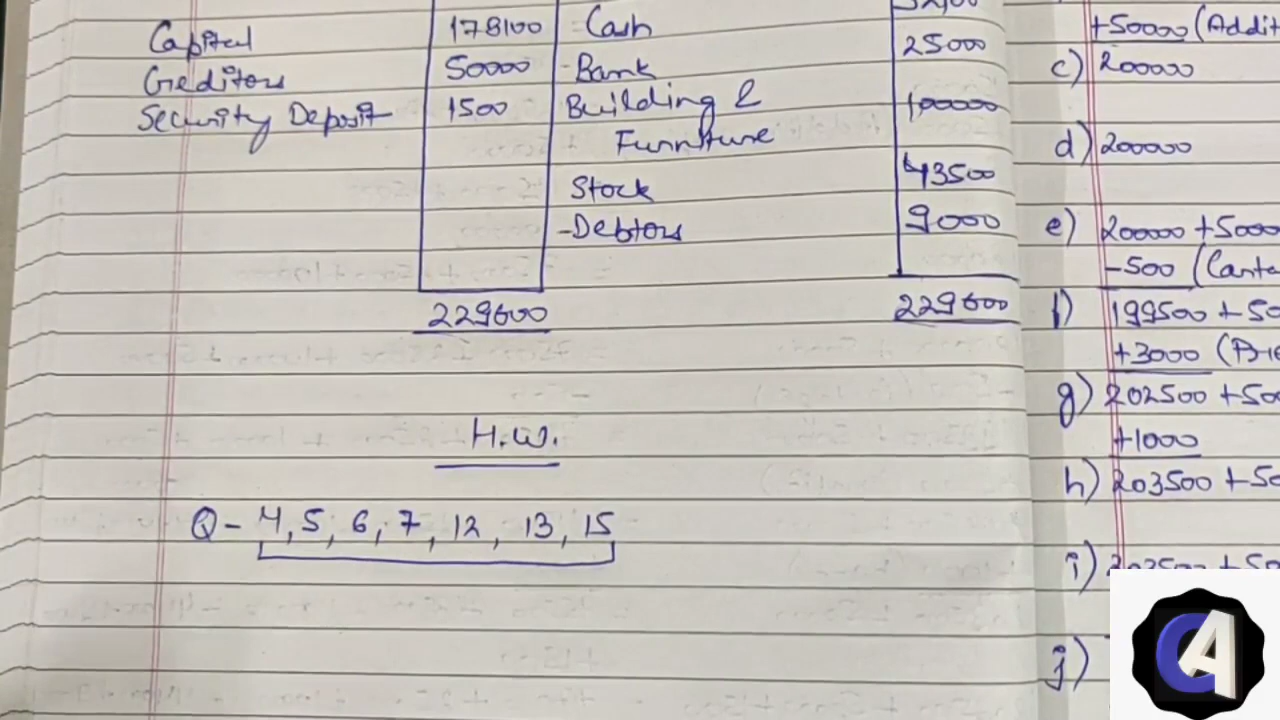 Capital 178100 Cash
Creditors 50000 - Bank 25000
Security Deposit 1500 Building &
Furniture 100000
Stock 43500
- Debtors 9000
229600 229600
H.W.
Q - 4, 5, 6, 7, 12, 13, 15
+50000 (Addit
c) 200000
d) 200000
e) 200000 + 5000
-500 (
f) 199500 + 50
+3000 (
g) 202500 + 50
+1000
h) 203500 + 50
i)
j)
CA